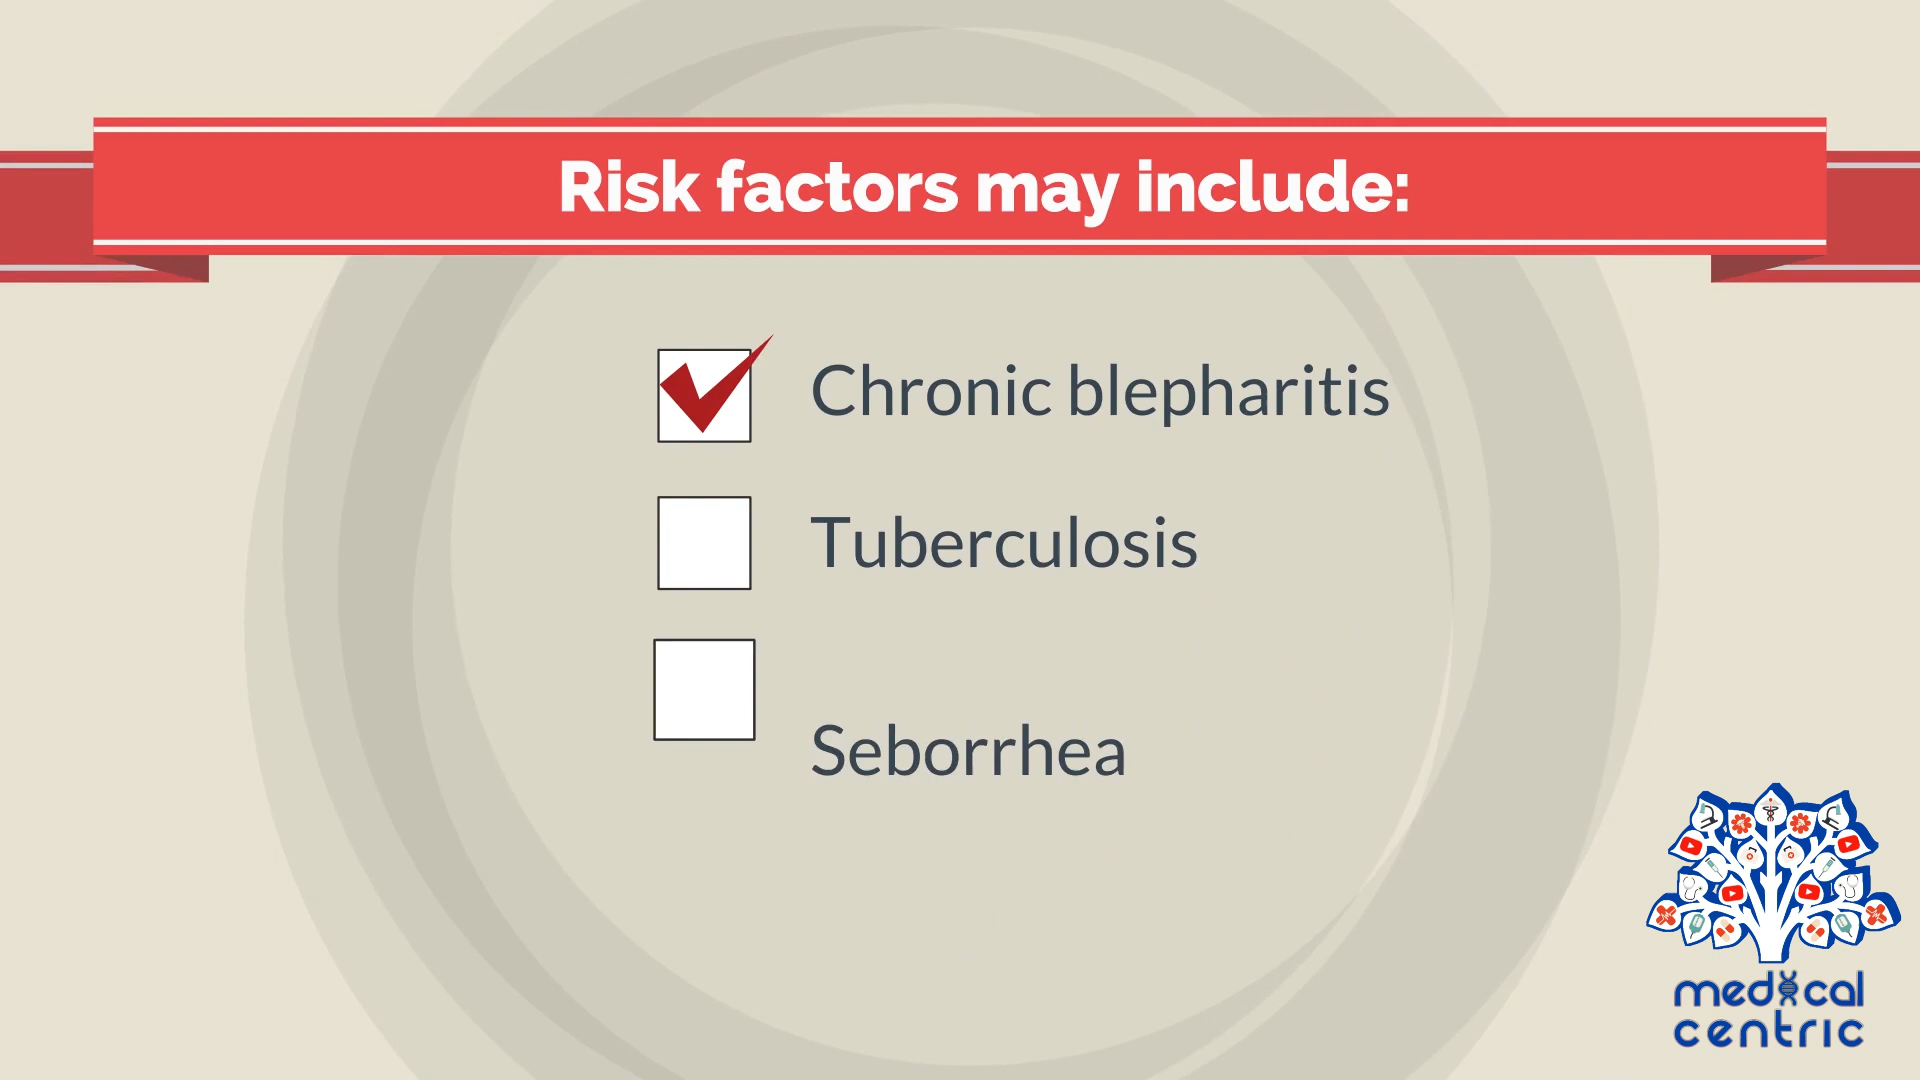 Risk factors may include:
Chronic blepharitis
Tuberculosis
Seborrhea
medical
centric